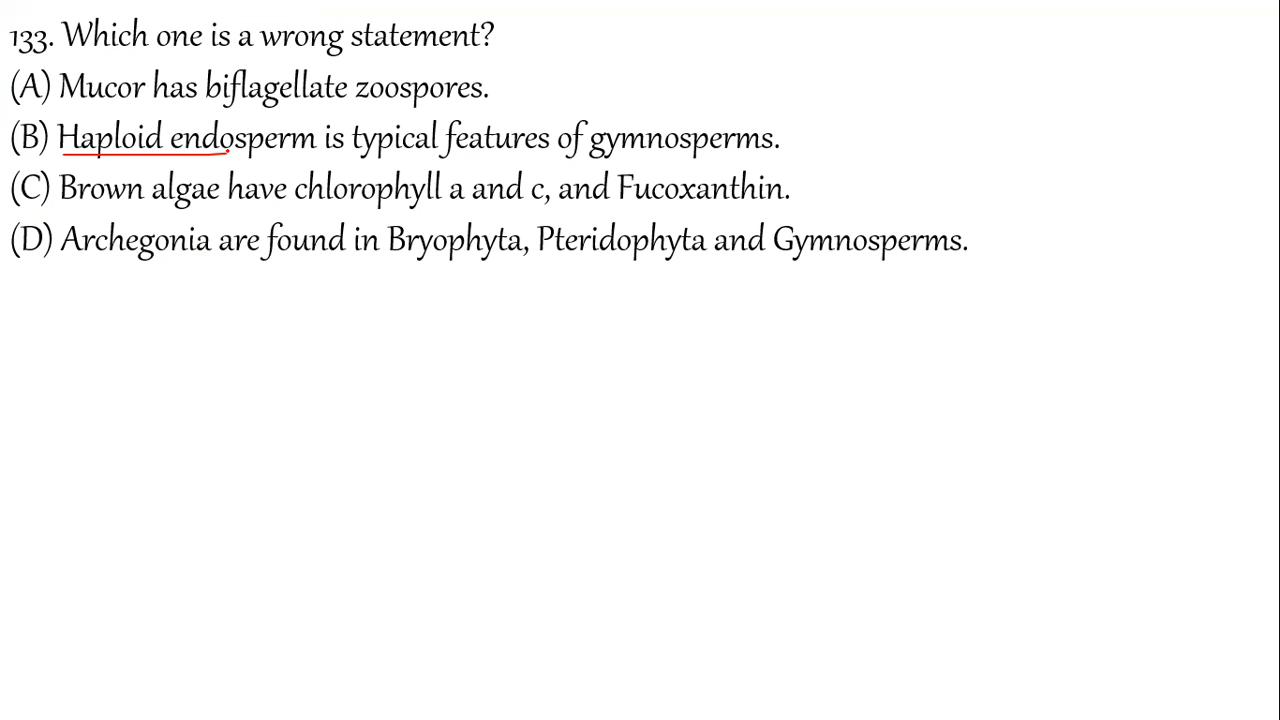 133. Which one is a wrong statement?
(A) Mucor has biflagellate zoospores.
(B) Haploid endosperm is typical features of gymnosperms.
(C) Brown algae have chlorophyll a and c, and Fucoxanthin.
(D) Archegonia are found in Bryophyta, Pteridophyta and Gymnosperms.